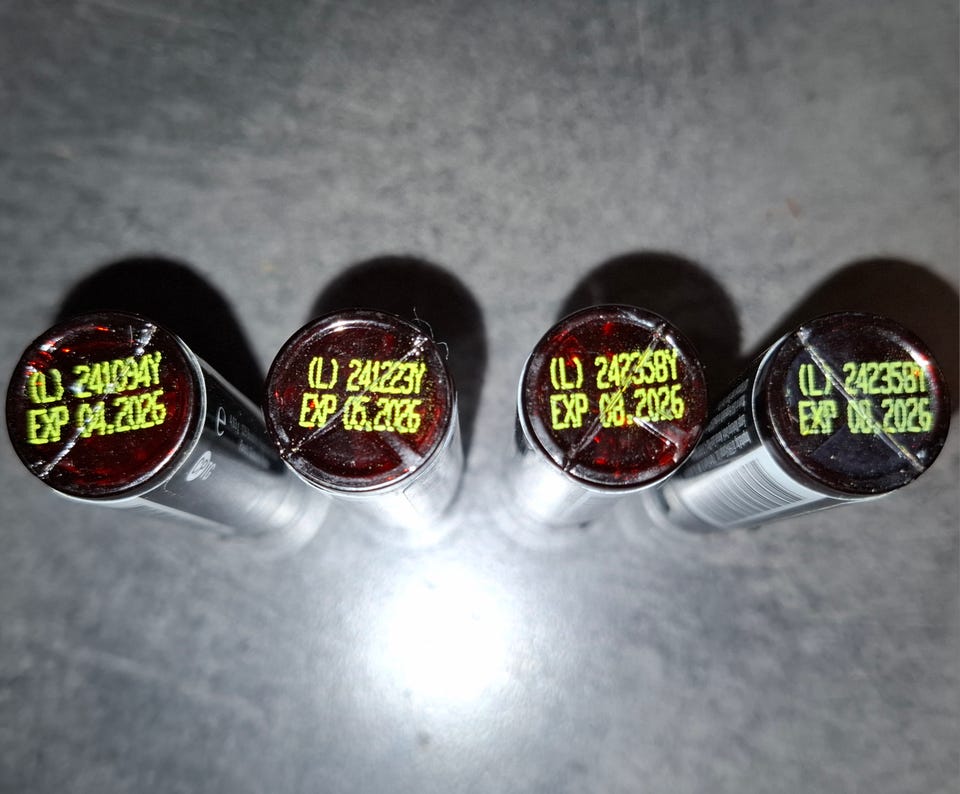 (L) 241094Y
EXP 04.2026
(L) 241223Y
EXP 05.2026
(L) 242358Y
EXP 08.2026
(L) 242358Y
EXP 08.2026